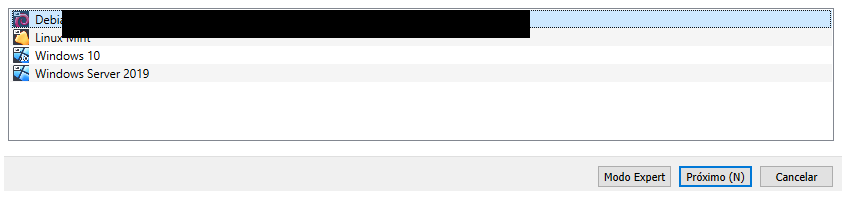 Linux Mint
Windows 10
Windows Server 2019
Modo Expert
Próximo (N)
Cancelar